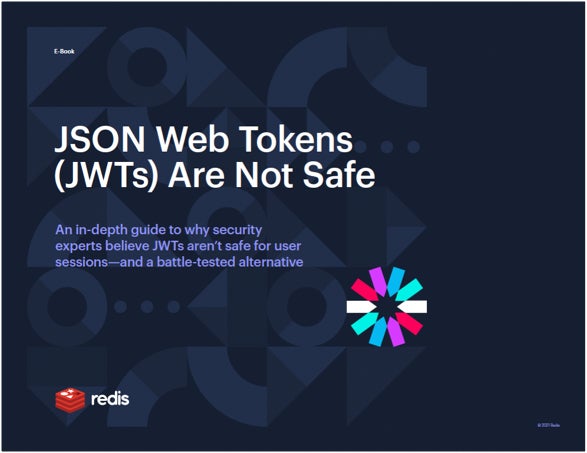 E-Book
JSON Web Tokens
(JWTs) Are Not Safe
An in-depth guide to why security
experts believe JWTs aren't safe for user
sessions—and a battle-tested alternative
redis
© 2021 Redis